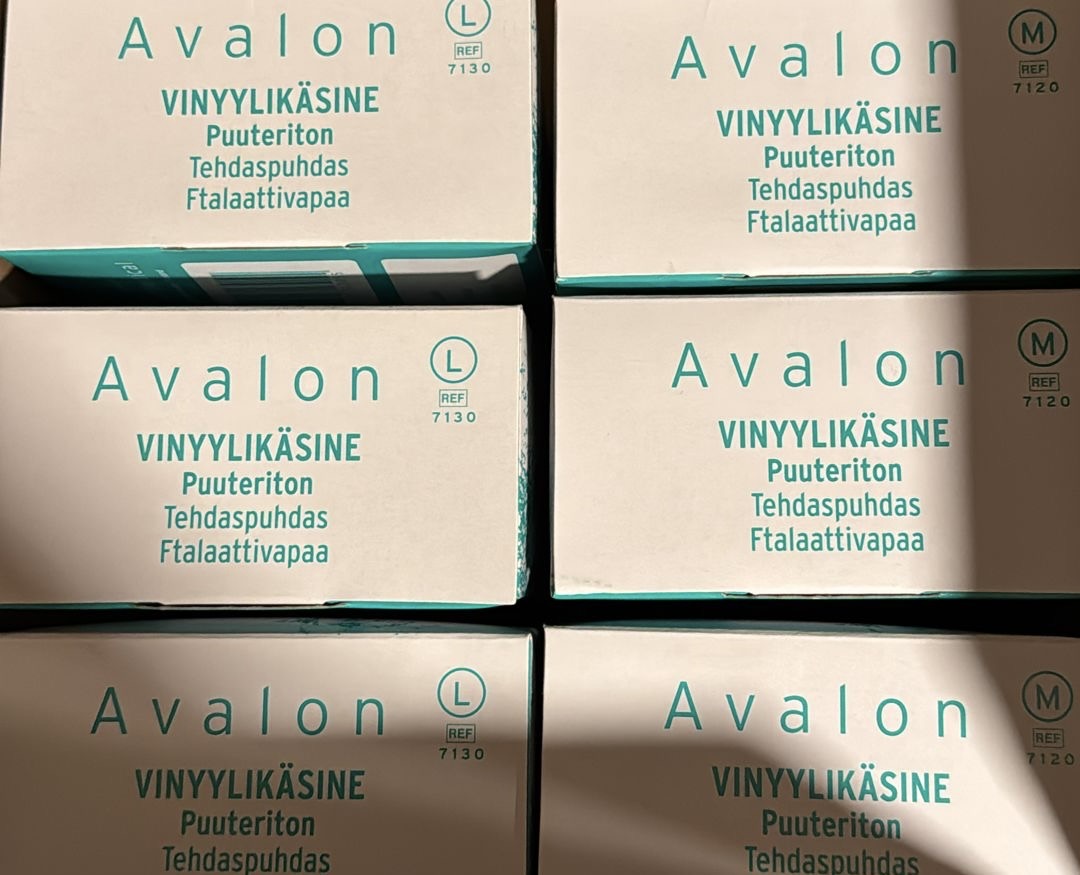 Avalon
L
REF
7130
VINYYLIKÄSINE
Puuteriton
Tehdaspuhdas
Ftalaattivapaa
Avalon
M
REF
7120
VINYYLIKÄSINE
Puuteriton
Tehdaspuhdas
Ftalaattivapaa
Avalon
L
REF
7130
VINYYLIKÄSINE
Puuteriton
Tehdaspuhdas
Ftalaattivapaa
Avalon
M
REF
7120
VINYYLIKÄSINE
Puuteriton
Tehdaspuhdas
Ftalaattivapaa
Avalon
L
REF
7130
VINYYLIKÄSINE
Puuteriton
Tehdaspuhdas
Avalon
M
REF
7120
VINYYLIKÄSINE
Puuteriton
Tehdaspuhdas